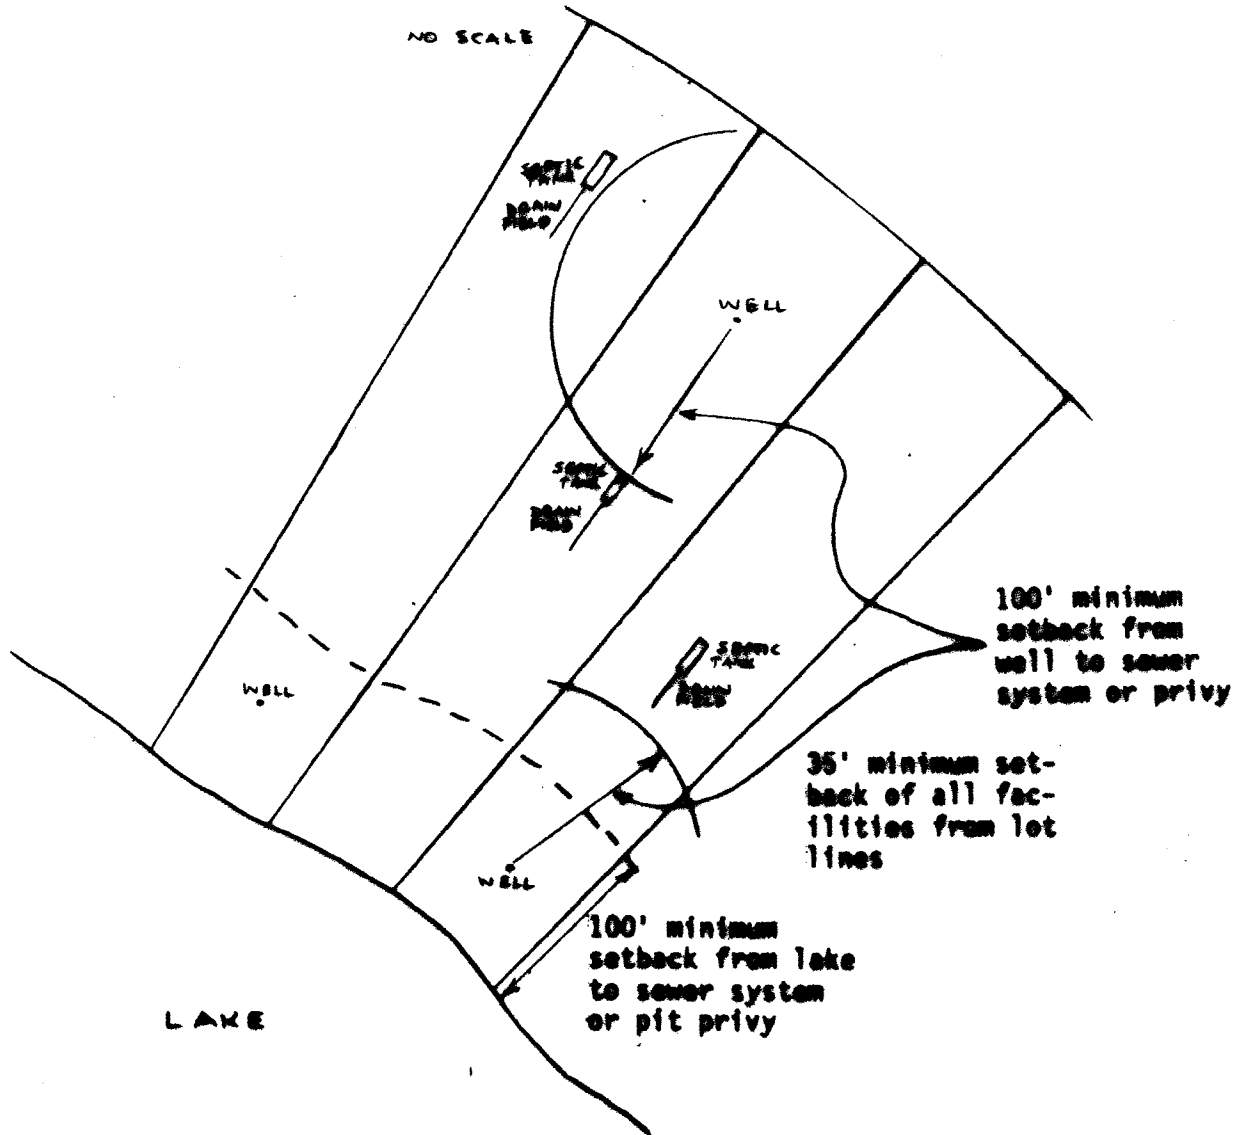 NO SCALE
SEPTIC
TANK
DRAIN
FIELD
WELL
SEPTIC
TANK
DRAIN
FIELD
100' minimum
setback from
well to sewer
system or privy
SEPTIC
TANK
DRAIN
FIELD
WELL
35' minimum set-
back of all fac-
ilities from lot
lines
WELL
100' minimum
setback from lake
to sewer system
or pit privy
LAKE